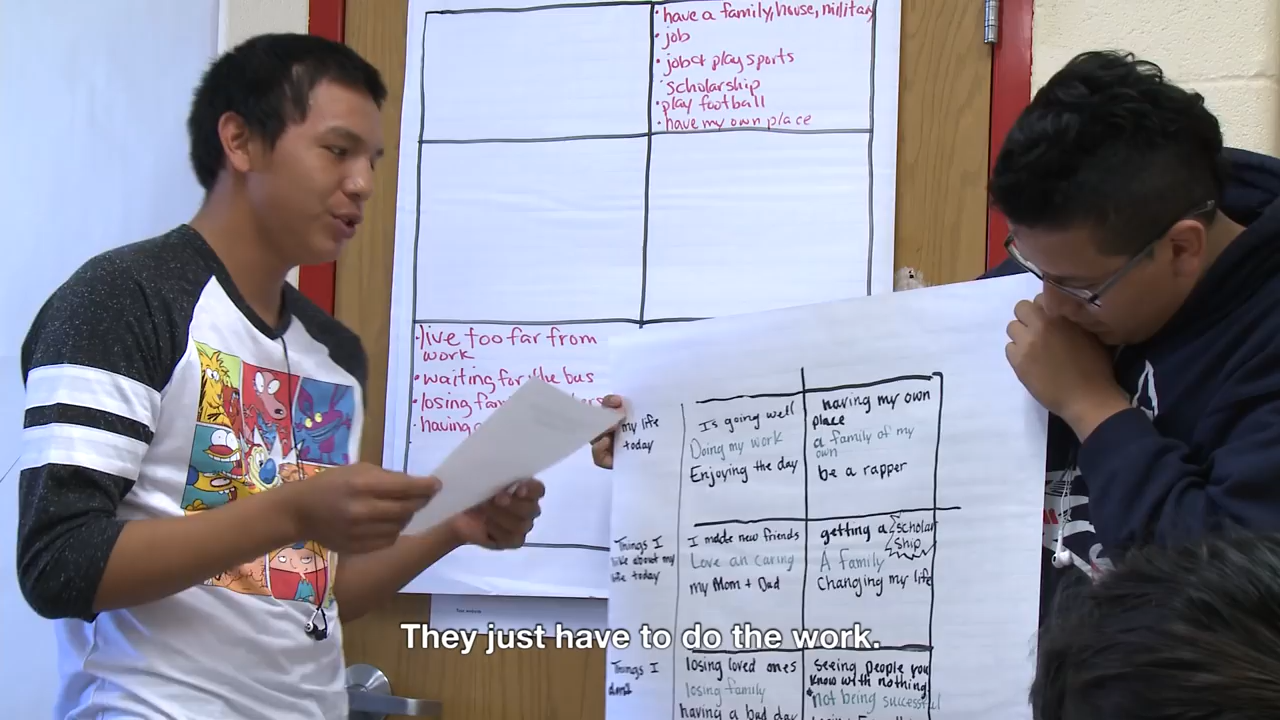 • have a family, house, military
• job
• job & play sports
scholarship
• play football
• have my own place
• live too far from
work
• waiting for the bus
• losing
• having
my life
today
Is going well
Doing my work
Enjoying the day
having my own
place
a family of my
own
be a rapper
Things I
like about my
life today
I made new friends
Love an caring
my Mom + Dad
getting a scholar
ship
A family
Changing my life
Things I
don't
losing loved ones
losing family
having a bad day
seeing people you
know with nothing
not being successful
They just have to do the work.